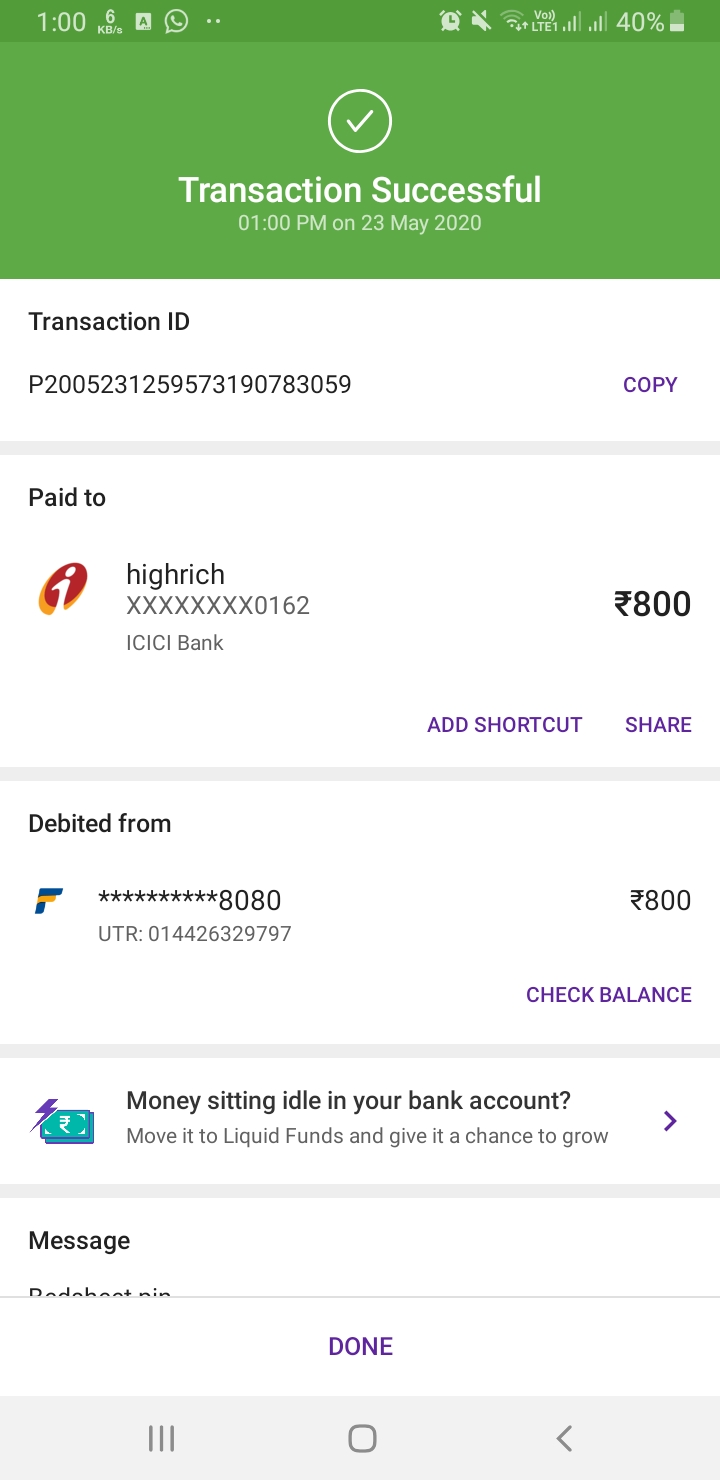 1:00 6 KB/s A Vo) LTE1 40%
Transaction Successful
01:00 PM on 23 May 2020
Transaction ID
P2005231259573190783059 COPY
Paid to
highrich
XXXXXXXX0162 ₹800
ICICI Bank
ADD SHORTCUT SHARE
Debited from
**********8080 ₹800
UTR: 014426329797
CHECK BALANCE
Money sitting idle in your bank account?
₹
Move it to Liquid Funds and give it a chance to grow
Message
DONE